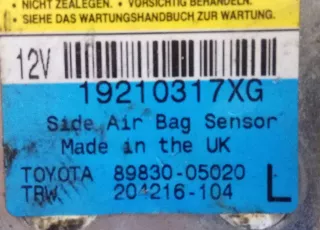 • NICHT ZEALEGEN. • VORSICHTIG BEHANDELN.
• SIEHE DAS WARTUNGSHANDBUCH ZUR WARTUNG.
12V
19210317XG
Side Air Bag Sensor
Made in the UK
TOYOTA 89830-05020
TRW 204216-104 L